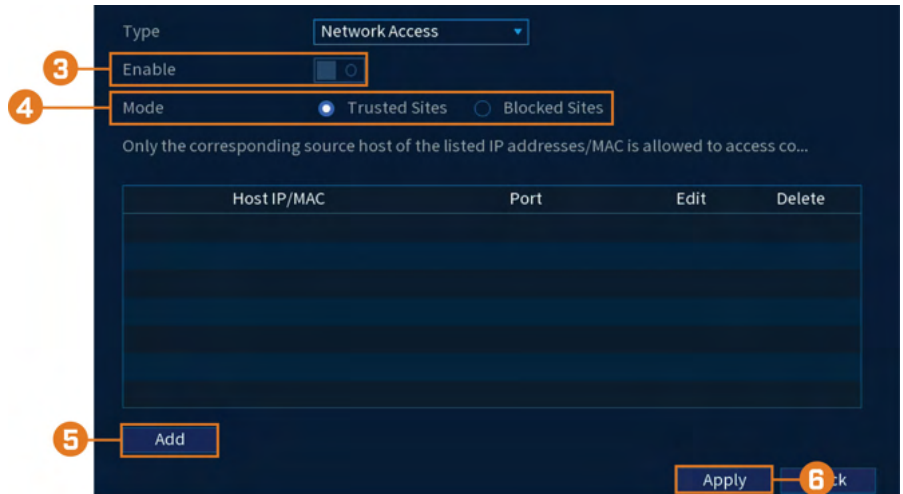 Type Network Access
3 Enable
4 Mode Trusted Sites Blocked Sites
Only the corresponding source host of the listed IP addresses/MAC is allowed to access co...
Host IP/MAC Port Edit Delete
5 Add
Apply 6 ck